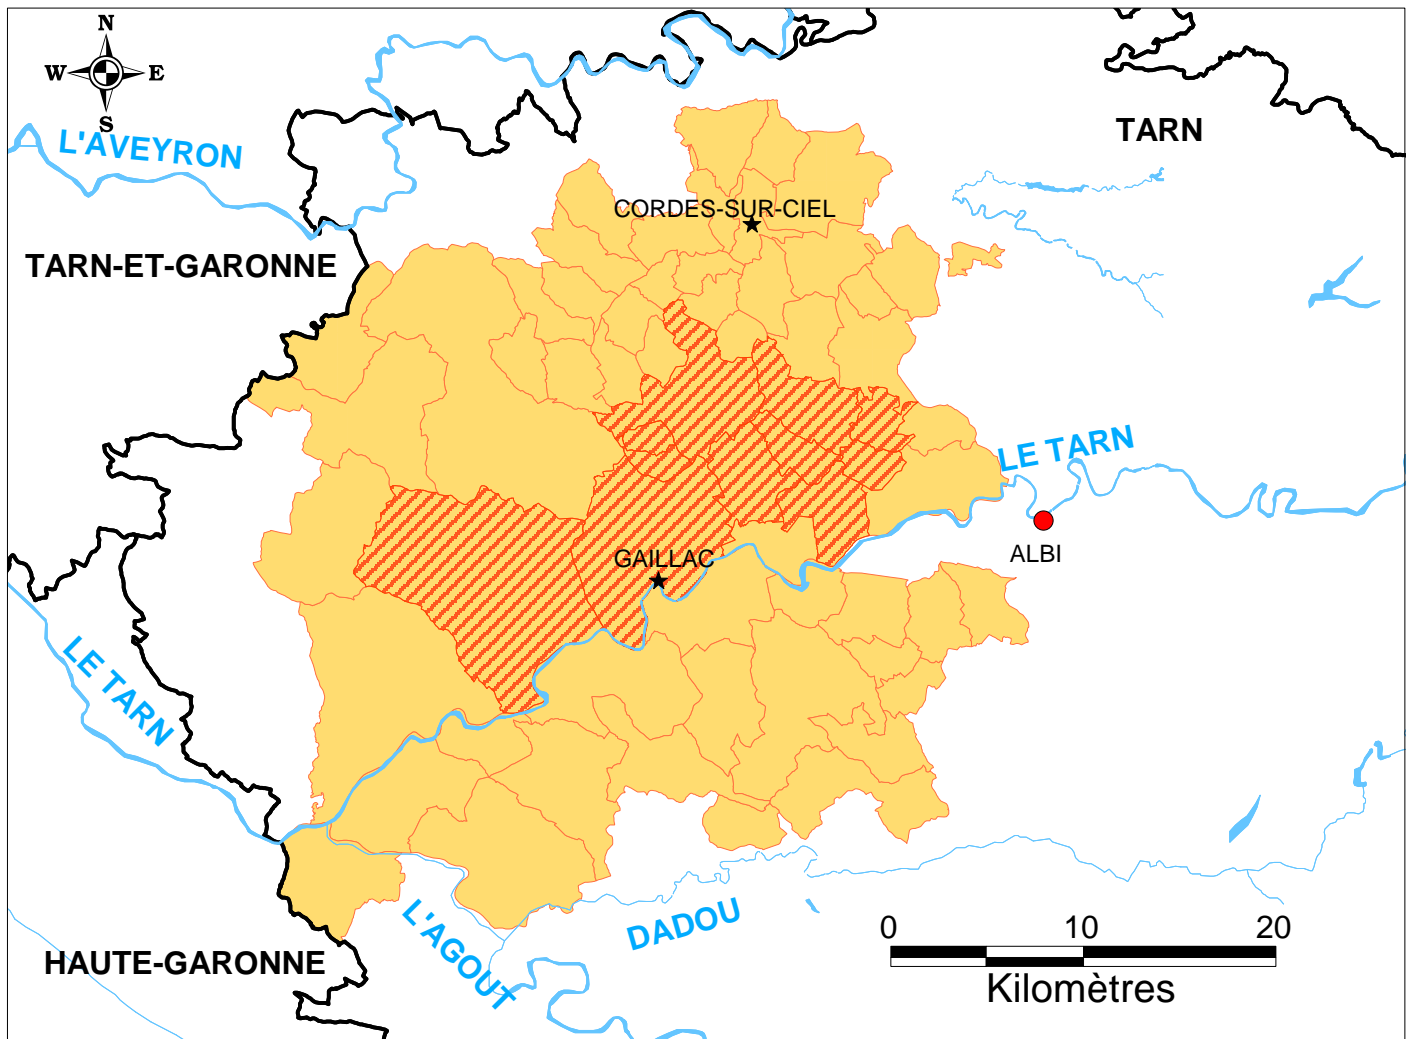 N
W E
S
L'AVEYRON
TARN
CORDES-SUR-CIEL
TARN-ET-GARONNE
LE TARN
ALBI
GAILLAC
LE TARN
L'AGOUT
DADOU
HAUTE-GARONNE
0 10 20
Kilomètres